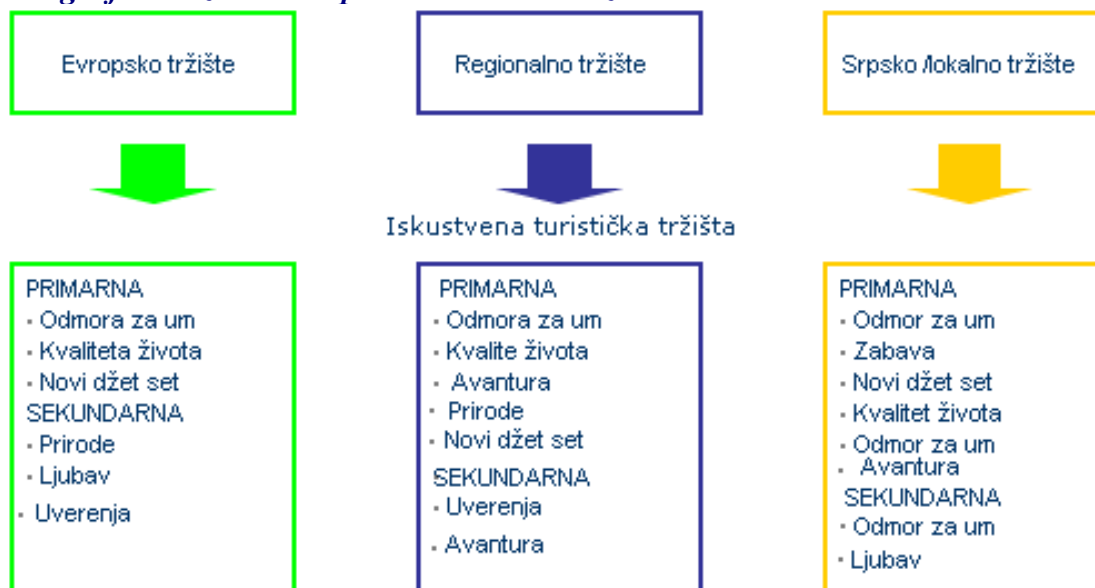 Evropsko tržište
Regionalno tržište
Srpsko /lokalno tržište
Iskustvena turistička tržišta
PRIMARNA
• Odmora za um
• Kvaliteta života
• Novi džet set
SEKUNDARNA
• Prirode
• Ljubav
• Uverenja
PRIMARNA
• Odmora za um
• Kvalite života
• Avantura
• Prirode
• Novi džet set
SEKUNDARNA
• Uverenja
• Avantura
PRIMARNA
• Odmor za um
• Zabava
• Novi džet set
• Kvalitet života
• Odmor za um
• Avantura
SEKUNDARNA
• Odmor za um
• Ljubav